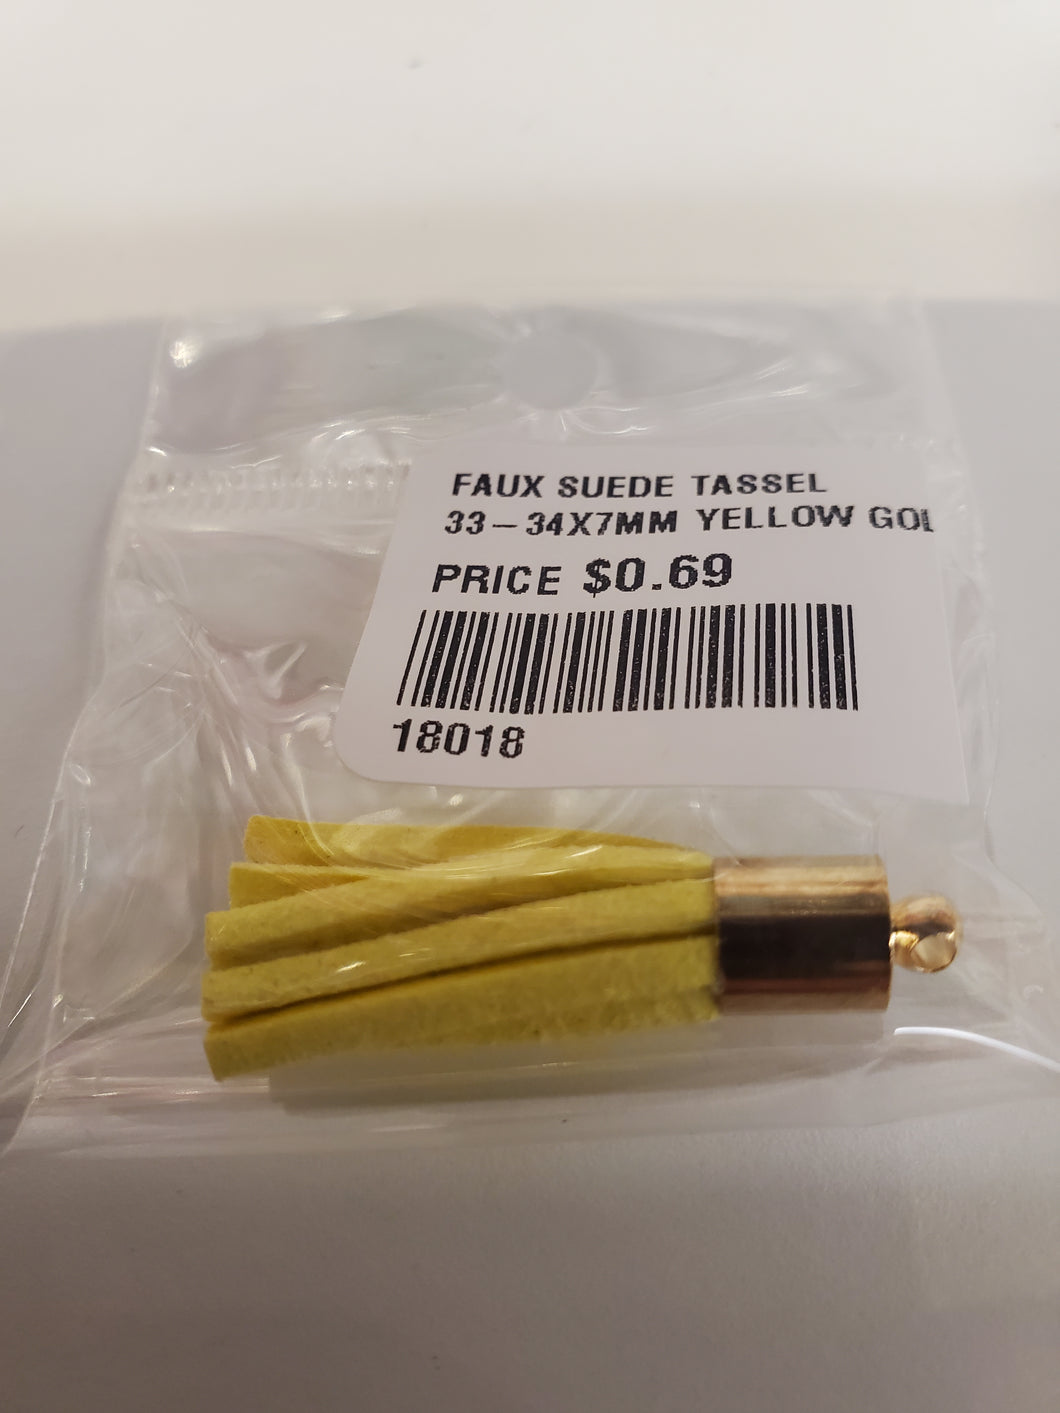 FAUX SUEDE TASSEL
33-34X7MM YELLOW GOL
PRICE $0.69
18018